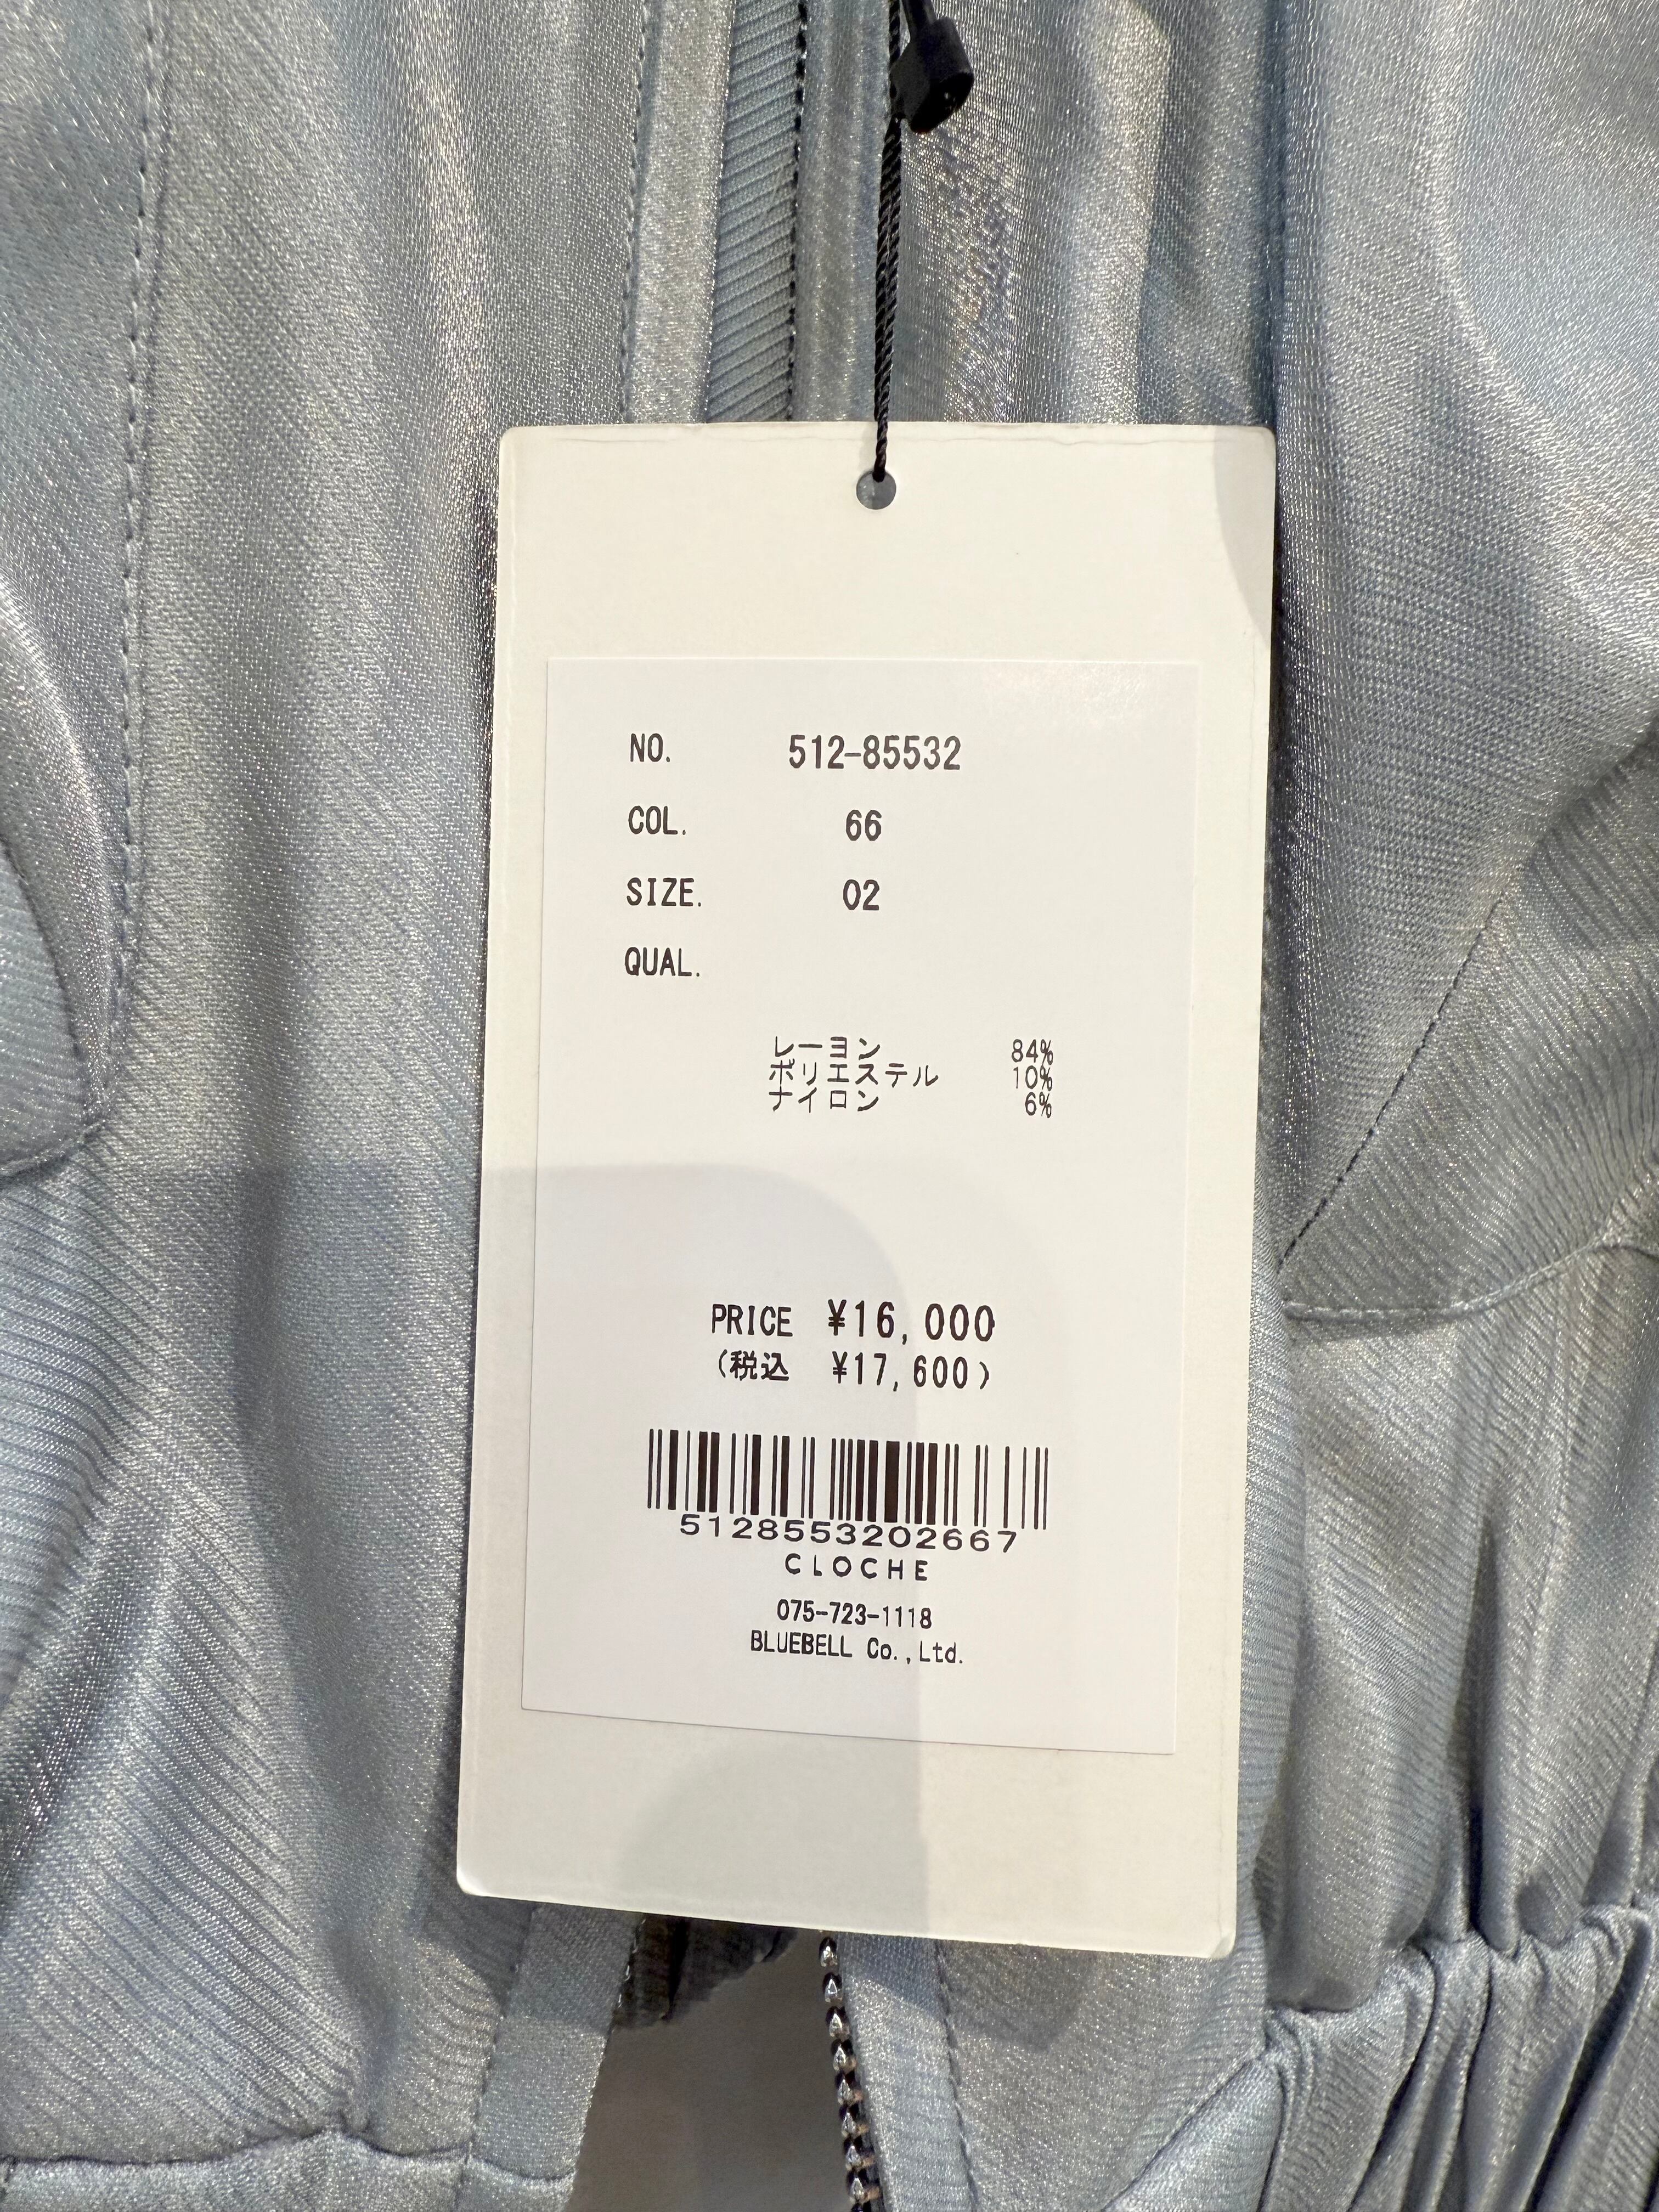 NO. 512-85532
COL. 66
SIZE. 02
QUAL.
レーヨン 84%
ポリエステル 10%
ナイロン 6%
PRICE ¥16,000
(税込 ¥17,600)
5128553202667
CLOCHE
075-723-1118
BLUEBELL Co.,Ltd.